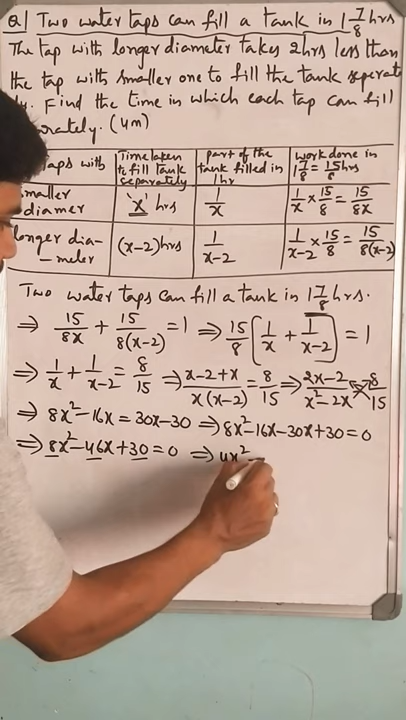 Q| Two water taps can fill a tank in 1 7/8 hrs
The tap with longer diameter takes 2hrs less than
the tap with smaller one to fill the tank seperat
y. Find the time in which each tap can fill
rately. (4m)
Taps with | Time taken to fill tank separately | part of the tank filled in 1hr | work done in 1 7/8 = 15/8 hrs
smaller diamer | 'x' hrs | 1/x | 1/x × 15/8 = 15/8x
longer dia-meter | (x-2)hrs | 1/x-2 | 1/x-2 × 15/8 = 15/8(x-2)
Two water taps can fill a tank in 1 7/8 hrs.
⇒ 15/8x + 15/8(x-2) = 1 ⇒ 15/8 [1/x + 1/x-2] = 1
⇒ 1/x + 1/x-2 = 8/15 ⇒ x-2+x/x(x-2) = 8/15 ⇒ 2x-2/x²-2x 8/15
⇒ 8x²-16x = 30x-30 ⇒ 8x²-16x-30x+30=0
⇒ 8x²-46x+30=0 ⇒ 4x²-